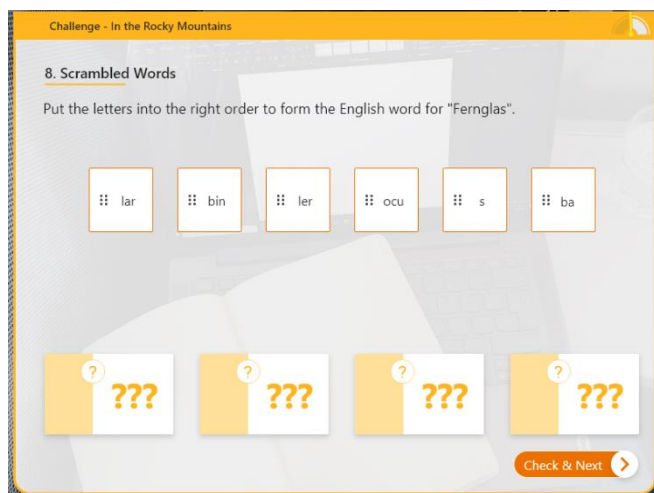 Challenge - In the Rocky Mountains
8. Scrambled Words
Put the letters into the right order to form the English word for "Fernglas".
lar bin ler ocu s ba
? ? ? ?
??? ??? ??? ???
Check & Next